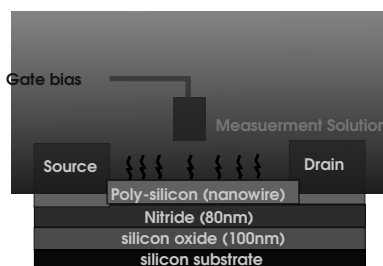 Gate bias
Measuerment Solution
Source
Drain
Poly-silicon (nanowire)
Nitride (80nm)
silicon oxide (100nm)
silicon substrate